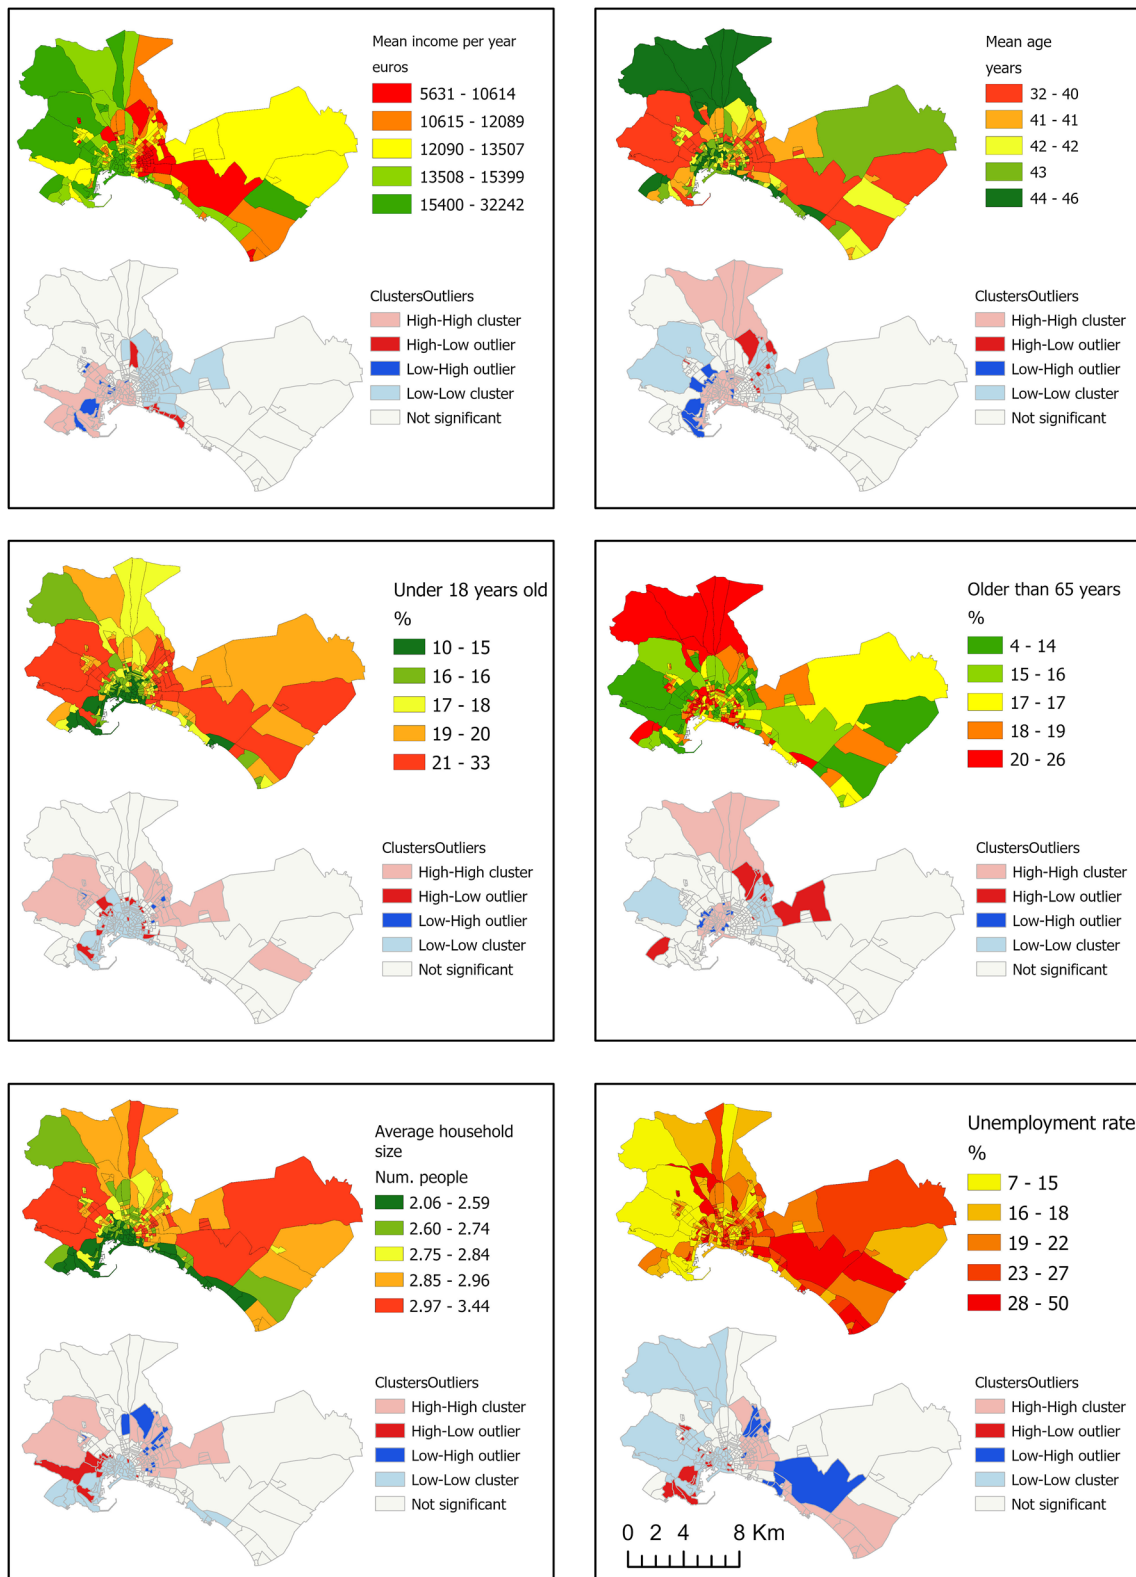 Mean income per year
euros
5631 - 10614
10615 - 12089
12090 - 13507
13508 - 15399
15400 - 32242
ClustersOutliers
High-High cluster
High-Low outlier
Low-High outlier
Low-Low cluster
Not significant
Mean age
years
32 - 40
41 - 41
42 - 42
43
44 - 46
ClustersOutliers
High-High cluster
High-Low outlier
Low-High outlier
Low-Low cluster
Not significant
Under 18 years old
%
10 - 15
16 - 16
17 - 18
19 - 20
21 - 33
ClustersOutliers
High-High cluster
High-Low outlier
Low-High outlier
Low-Low cluster
Not significant
Older than 65 years
%
4 - 14
15 - 16
17 - 17
18 - 19
20 - 26
ClustersOutliers
High-High cluster
High-Low outlier
Low-High outlier
Low-Low cluster
Not significant
Average household
size
Num. people
2.06 - 2.59
2.60 - 2.74
2.75 - 2.84
2.85 - 2.96
2.97 - 3.44
ClustersOutliers
High-High cluster
High-Low outlier
Low-High outlier
Low-Low cluster
Not significant
Unemployment rate
%
7 - 15
16 - 18
19 - 22
23 - 27
28 - 50
ClustersOutliers
High-High cluster
High-Low outlier
Low-High outlier
Low-Low cluster
Not significant
0 2 4 8 Km